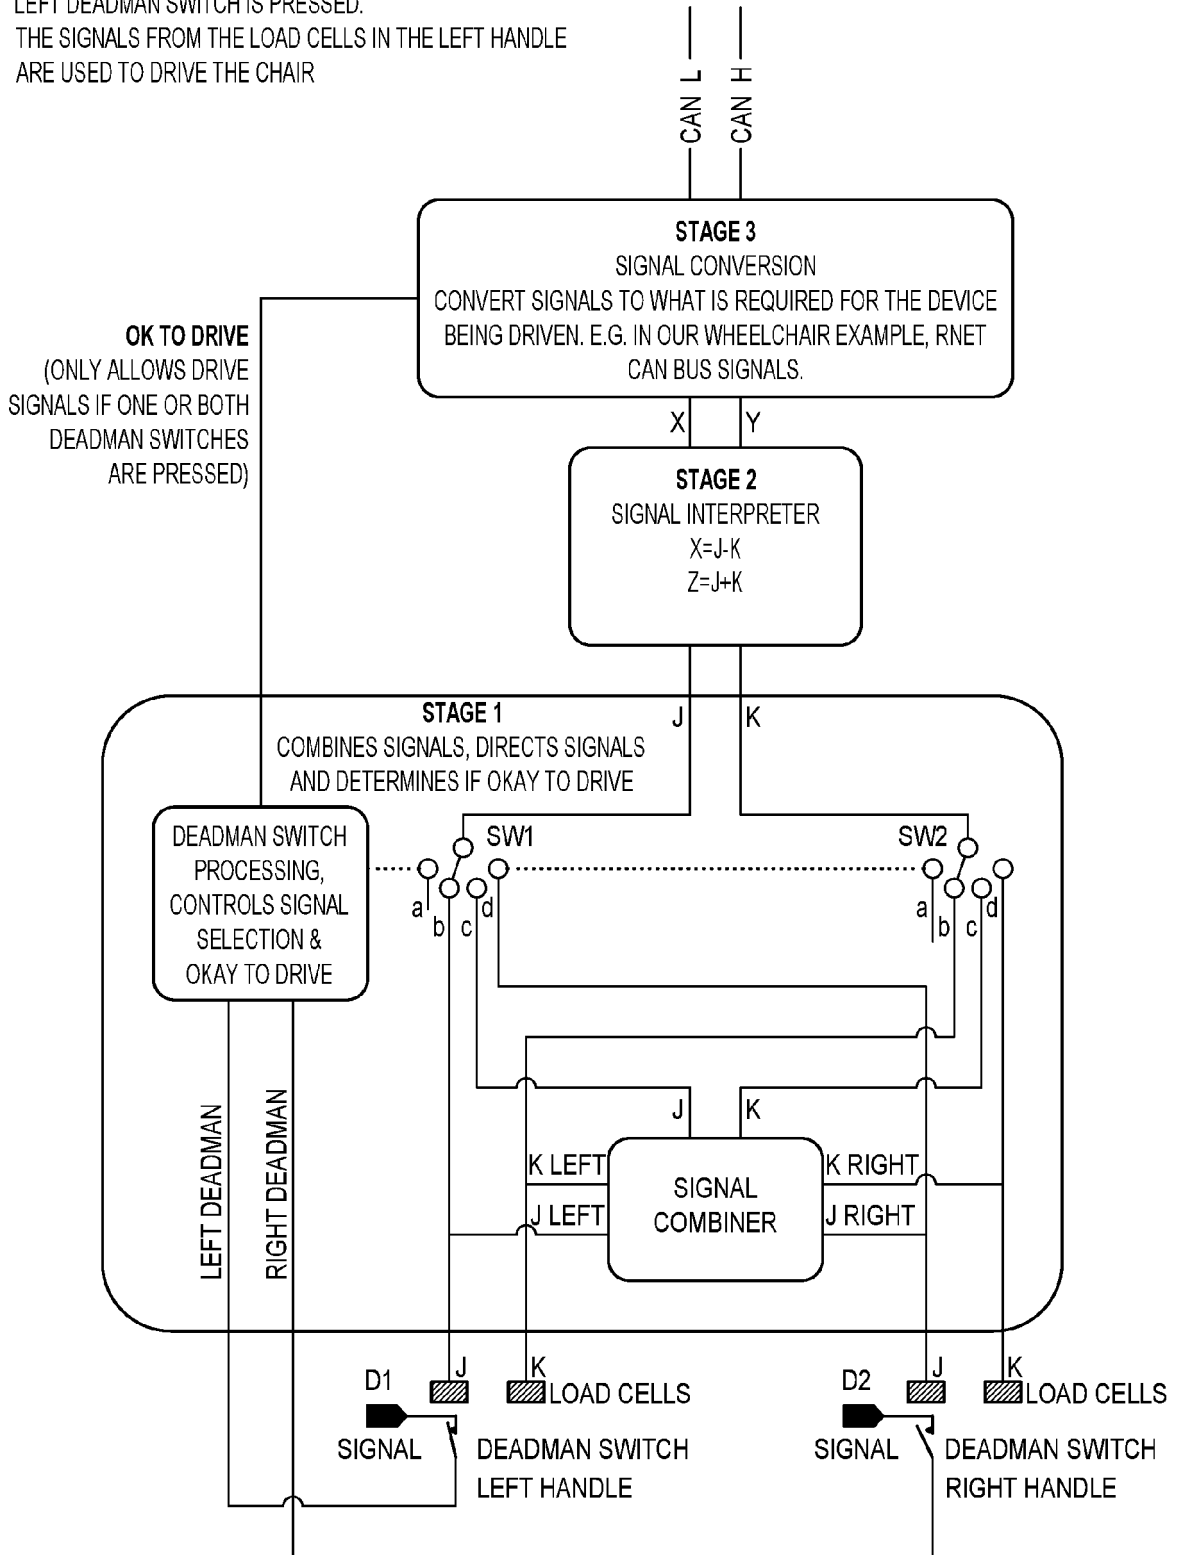 LEFT DEADMAN SWITCH IS PRESSED.
THE SIGNALS FROM THE LOAD CELLS IN THE LEFT HANDLE
ARE USED TO DRIVE THE CHAIR
CAN L
CAN H
STAGE 3
SIGNAL CONVERSION
CONVERT SIGNALS TO WHAT IS REQUIRED FOR THE DEVICE
BEING DRIVEN. E.G. IN OUR WHEELCHAIR EXAMPLE, RNET
CAN BUS SIGNALS.
OK TO DRIVE
(ONLY ALLOWS DRIVE
SIGNALS IF ONE OR BOTH
DEADMAN SWITCHES
ARE PRESSED)
X
Y
STAGE 2
SIGNAL INTERPRETER
X=J-K
Z=J+K
STAGE 1
COMBINES SIGNALS, DIRECTS SIGNALS
AND DETERMINES IF OKAY TO DRIVE
J
K
DEADMAN SWITCH
PROCESSING,
CONTROLS SIGNAL
SELECTION &
OKAY TO DRIVE
SW1
a
b
c
d
SW2
a
b
c
d
LEFT DEADMAN
RIGHT DEADMAN
J
K
K LEFT
J LEFT
SIGNAL
COMBINER
K RIGHT
J RIGHT
D1
J
K
LOAD CELLS
SIGNAL
DEADMAN SWITCH
LEFT HANDLE
D2
J
K
LOAD CELLS
SIGNAL
DEADMAN SWITCH
RIGHT HANDLE